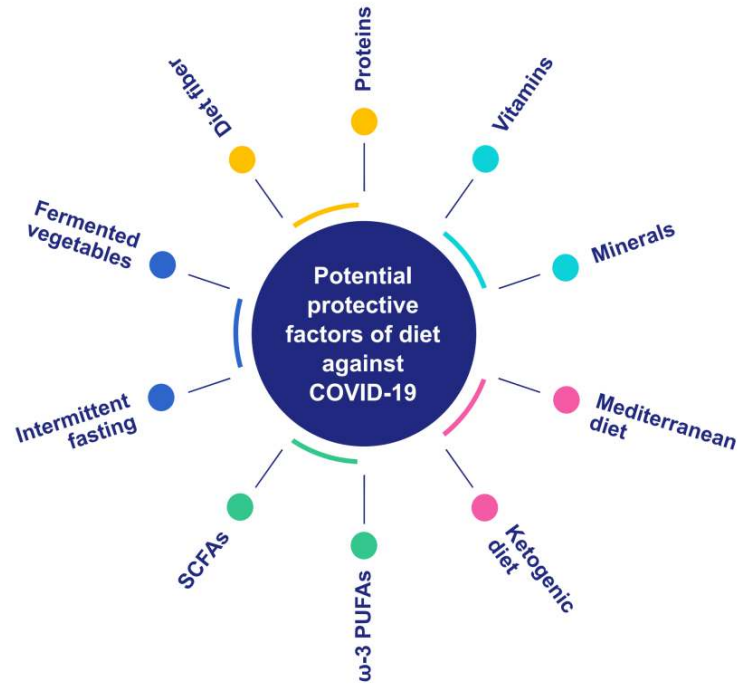 Potential
protective
factors of diet
against
COVID-19
Proteins
Vitamins
Minerals
Mediterranean
diet
Ketogenic
diet
ω-3 PUFAs
SCFAs
Intermittent
fasting
Fermented
vegetables
Diet fiber